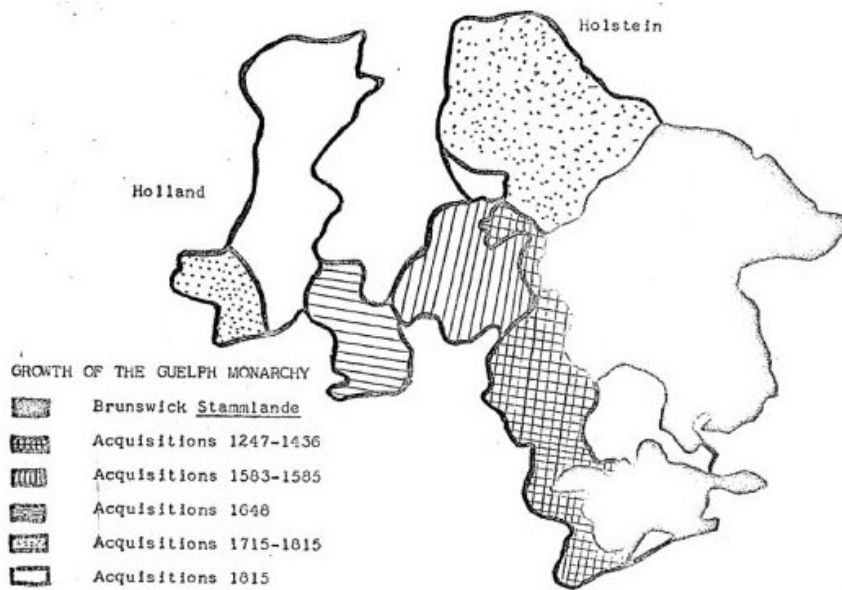 Holstein
Holland
GROWTH OF THE GUELPH MONARCHY
Brunswick Stammlande
Acquisitions 1247-1436
Acquisitions 1583-1585
Acquisitions 1648
Acquisitions 1715-1815
Acquisitions 1815